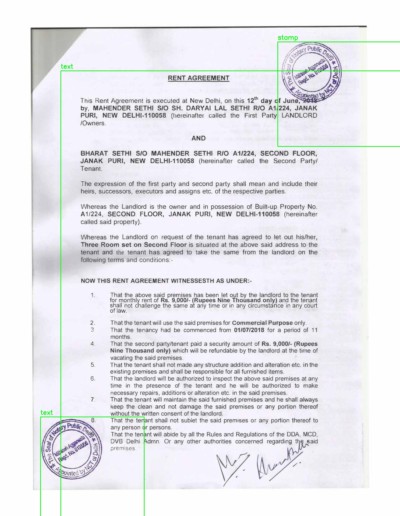 RENT AGREEMENT
This Rent Agreement is executed at New Delhi, on this 12th day of June,
by, MAHENDER SETHI S/O SH. DARYAI LAL SETHI R/O A1/224, JANAK
PURI, NEW DELHI-110058 (hereinafter called the First Party LANDLORD
/Owners.
AND
BHARAT SETHI S/O MAHENDER SETHI R/O A1/224, SECOND FLOOR,
JANAK PURI, NEW DELHI-110058 (hereinafter called the Second Party/
Tenant.
The expression of the first party and second party shall mean and include their
heirs, successors, executors and assigns etc. of the respective parties.
Whereas the Landlord is the owner and in possession of Built-up Property No.
A1/224, SECOND FLOOR, JANAK PURI, NEW DELHI-110058 (hereinafter
called said property).
Whereas the Landlord on request of the tenant has agreed to let out his/her,
Three Room set on Second Floor is situated at the above said address to the
tenant and the tenant has agreed to take the same from the landlord on the
following terms and conditions -
NOW THIS RENT AGREEMENT WITNESSESTH AS UNDER:-
1. That the above said premises has been let out by the landlord to the tenant
for monthly rent of Rs. 9,000/- (Rupees Nine Thousand only) and the tenant
shall not challenge the same at any time or in any circumstance in any court
of law.
2. That the tenant will use the said premises for Commercial Purpose only.
3. That the tenancy had be commenced from 01/07/2018 for a period of 11
months.
4. That the second party/tenant paid a security amount of Rs. 9,000/- (Rupees
Nine Thousand only) which will be refundable by the landlord at the time of
vacating the said premises.
5. That the tenant shall not made any structure addition and alteration etc. in the
existing premises and shall be responsible for all furnished items.
6. That the landlord will be authorized to inspect the above said premises at any
time in the presence of the tenant and he will be authorized to make
necessary repairs, additions or alteration etc. in the said premises.
7. That the tenant will maintain the said furnished premises and he shall always
keep the clean and not damage the said premises or any portion thereof
without the written consent of the landlord.
8. That the tenant shall not sublet the said premises or any portion thereof to
any person or persons.
That the tenant will abide by all the Rules and Regulations of the DDA, MCD,
DVB Delhi Admn. Or any other authorities concerned regarding the said
premises
text
stamp
text